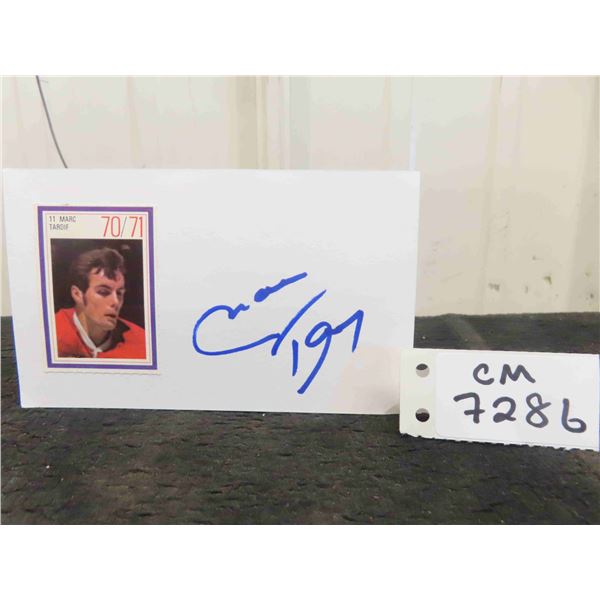 11 MARC
TARDIF
70/71
CM
7286